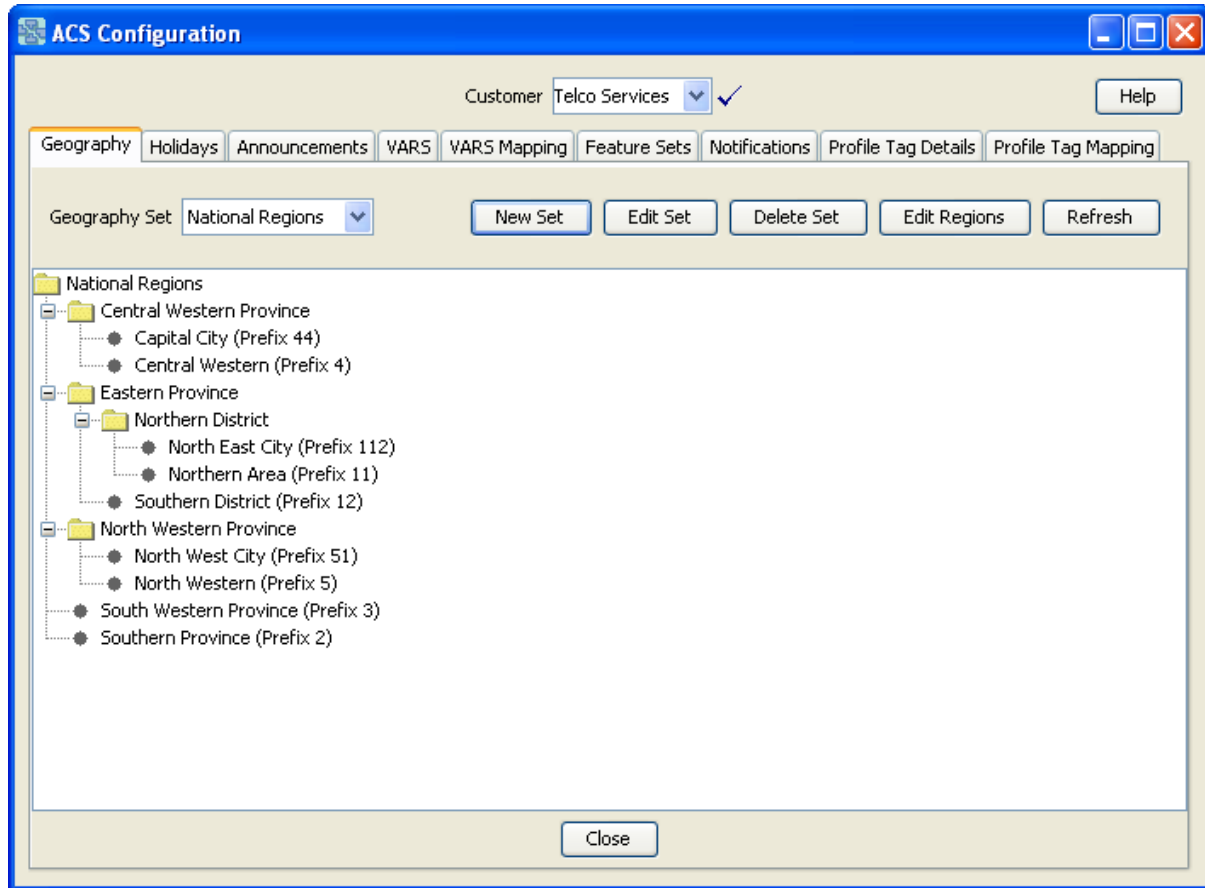 ACS Configuration
Customer Telco Services Help
Geography Holidays Announcements VARS VARS Mapping Feature Sets Notifications Profile Tag Details Profile Tag Mapping
Geography Set National Regions New Set Edit Set Delete Set Edit Regions Refresh
National Regions
Central Western Province
Capital City (Prefix 44)
Central Western (Prefix 4)
Eastern Province
Northern District
North East City (Prefix 112)
Northern Area (Prefix 11)
Southern District (Prefix 12)
North Western Province
North West City (Prefix 51)
North Western (Prefix 5)
South Western Province (Prefix 3)
Southern Province (Prefix 2)
Close